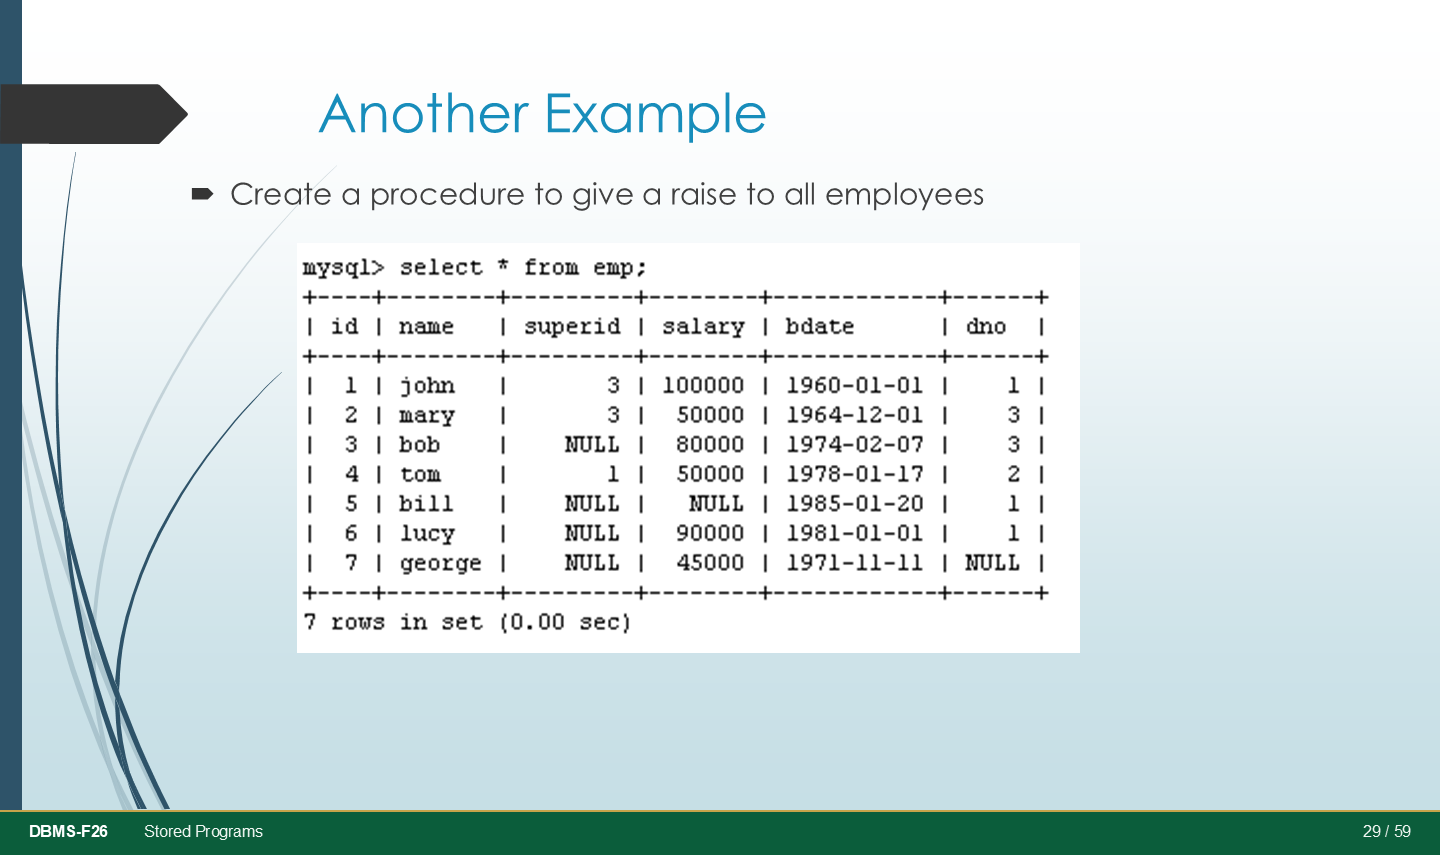 Another Example
Create a procedure to give a raise to all employees
mysql> select * from emp;
+----+--------+---------+--------+------------+------+
| id | name   | superid | salary | bdate      | dno  |
+----+--------+---------+--------+------------+------+
|  1 | john   |       3 | 100000 | 1960-01-01 |    1 |
|  2 | mary   |       3 |  50000 | 1964-12-01 |    3 |
|  3 | bob    |    NULL |  80000 | 1974-02-07 |    3 |
|  4 | tom    |       1 |  50000 | 1978-01-17 |    2 |
|  5 | bill   |    NULL |   NULL | 1985-01-20 |    1 |
|  6 | lucy   |    NULL |  90000 | 1981-01-01 |    1 |
|  7 | george |    NULL |  45000 | 1971-11-11 | NULL |
+----+--------+---------+--------+------------+------+
7 rows in set (0.00 sec)
DBMS-F26 Stored Programs 29 / 59